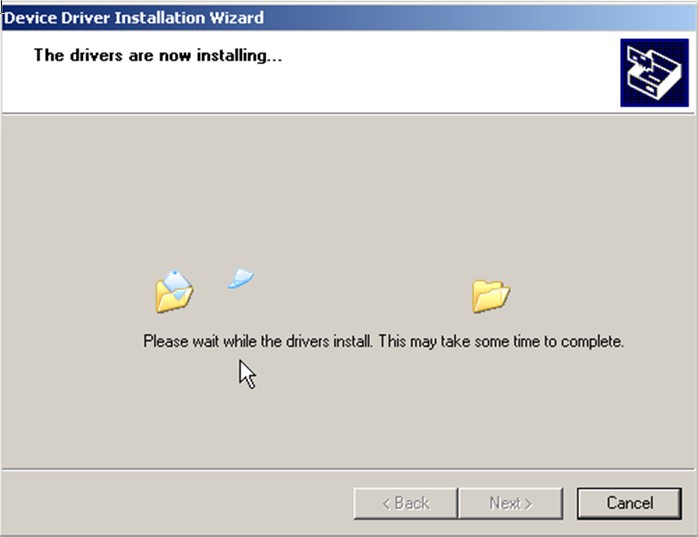 Device Driver Installation Wizard
The drivers are now installing...
Please wait while the drivers install. This may take some time to complete.
< Back
Next >
Cancel